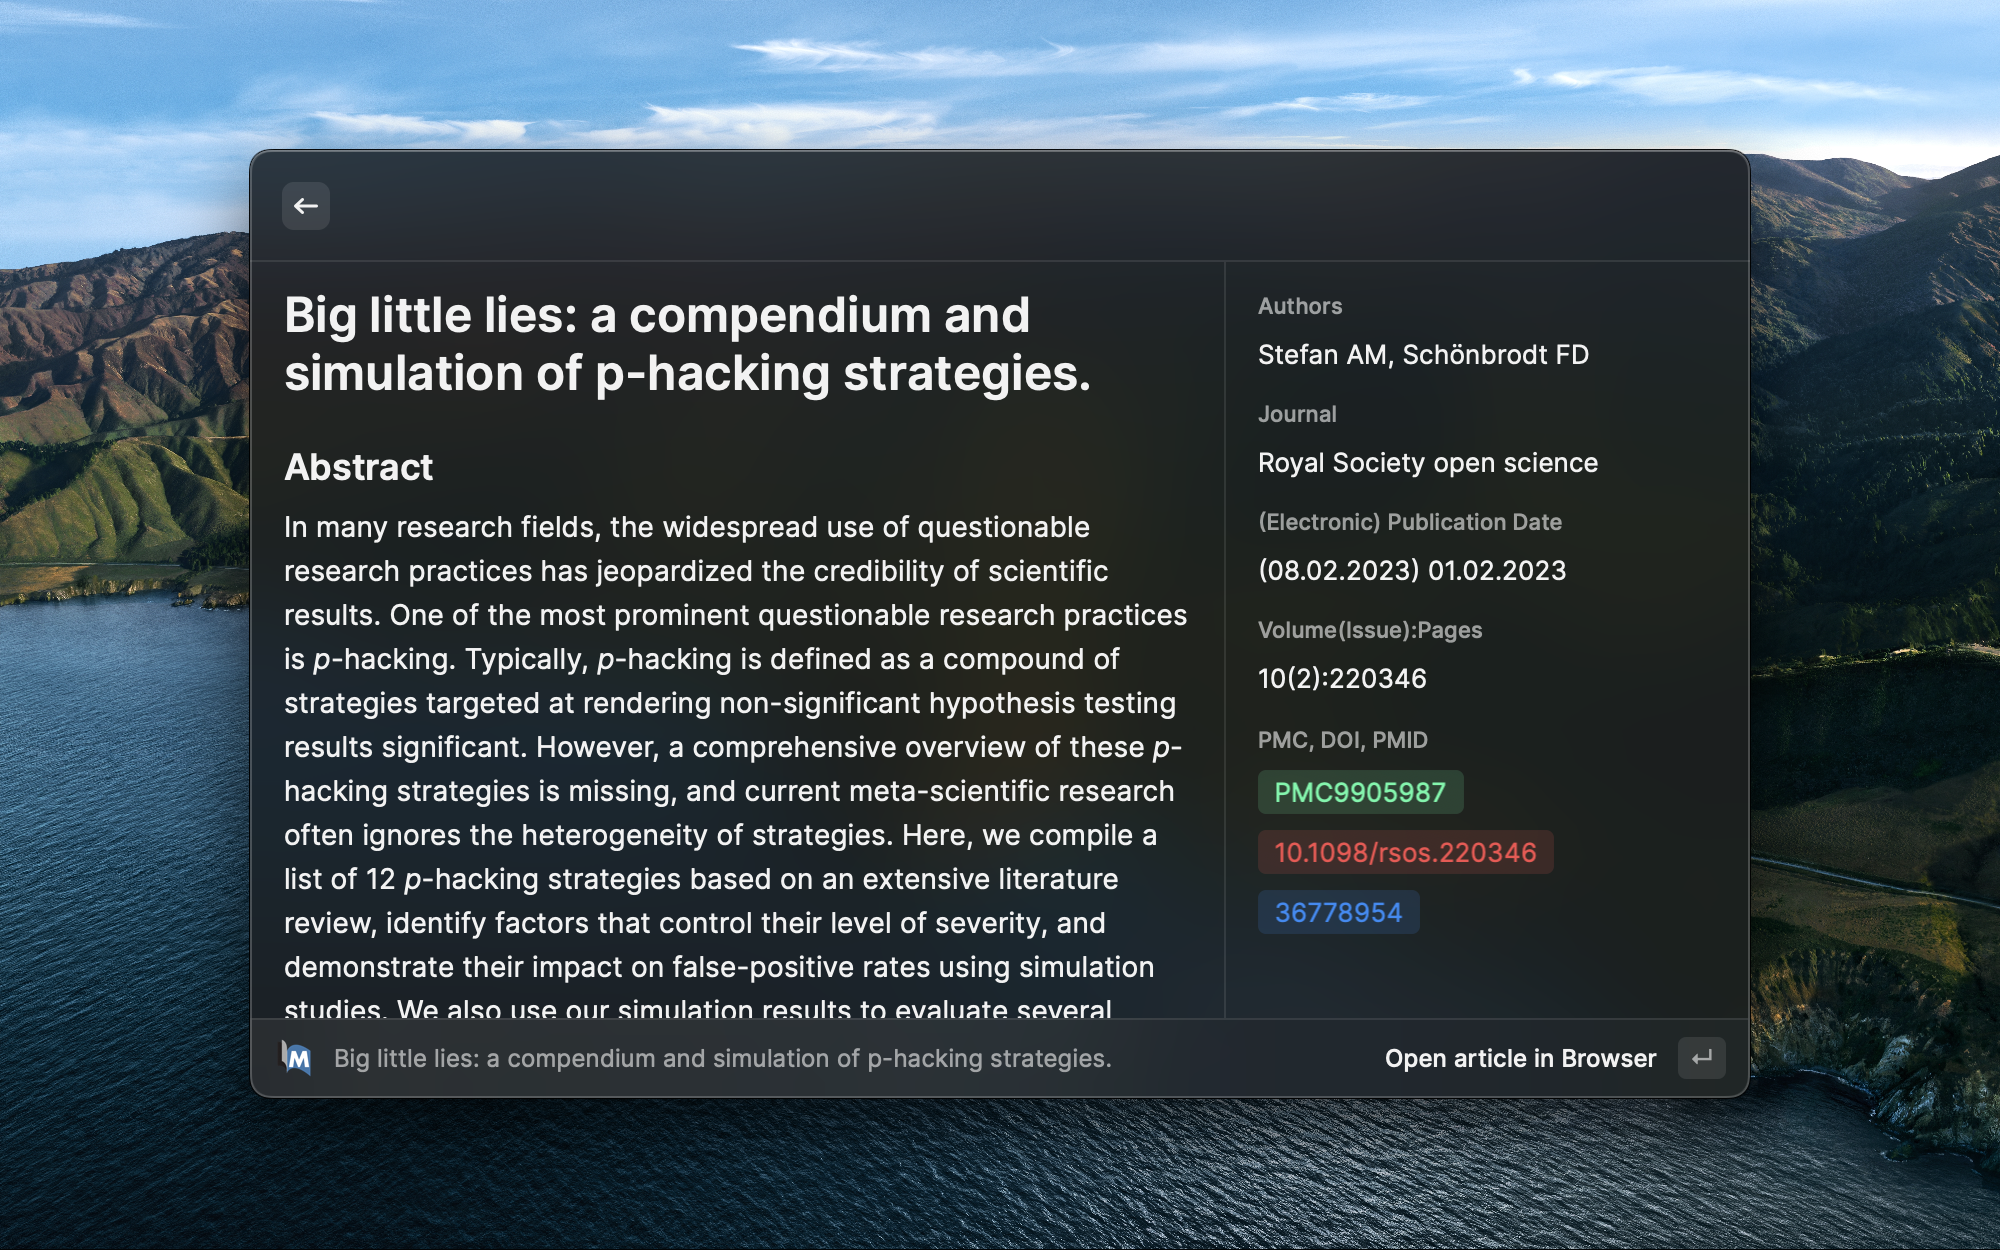 Big little lies: a compendium and
simulation of p-hacking strategies.
Abstract
In many research fields, the widespread use of questionable
research practices has jeopardized the credibility of scientific
results. One of the most prominent questionable research practices
is p-hacking. Typically, p-hacking is defined as a compound of
strategies targeted at rendering non-significant hypothesis testing
results significant. However, a comprehensive overview of these p-
hacking strategies is missing, and current meta-scientific research
often ignores the heterogeneity of strategies. Here, we compile a
list of 12 p-hacking strategies based on an extensive literature
review, identify factors that control their level of severity, and
demonstrate their impact on false-positive rates using simulation
studies. We also use our simulation results to evaluate several
Authors
Stefan AM, Schönbrodt FD
Journal
Royal Society open science
(Electronic) Publication Date
(08.02.2023) 01.02.2023
Volume(Issue):Pages
10(2):220346
PMC, DOI, PMID
PMC9905987
10.1098/rsos.220346
36778954
M
Big little lies: a compendium and simulation of p-hacking strategies.
Open article in Browser